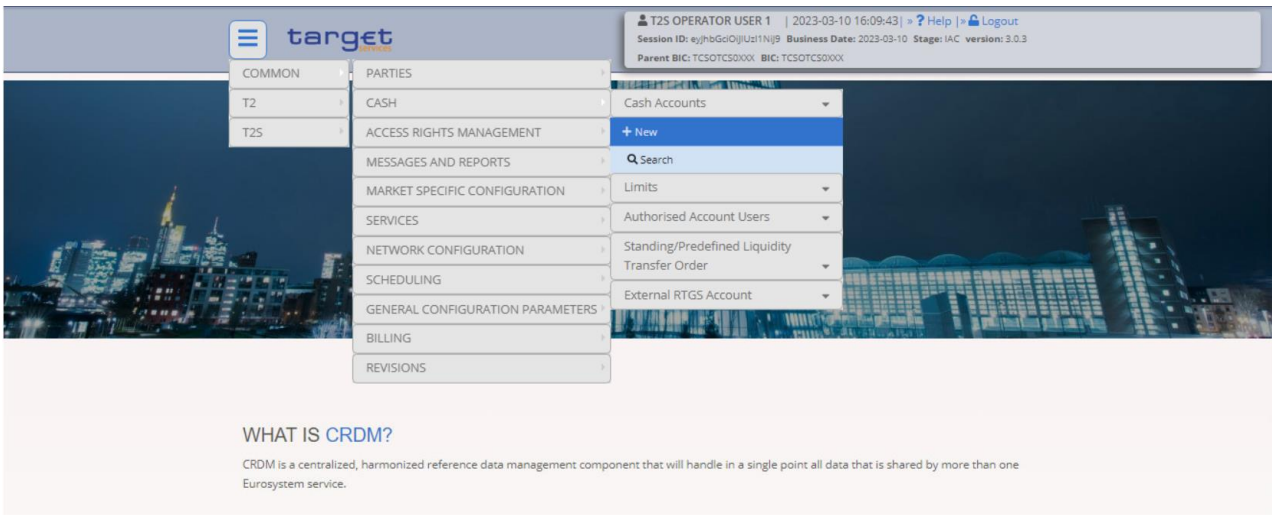 target
services
T2S OPERATOR USER 1 | 2023-03-10 16:09:43| » ? Help |» Logout
Session ID: eyJhbGciOiJIUzI1NiJ9 Business Date: 2023-03-10 Stage: IAC version: 3.0.3
Parent BIC: TCSOTCS0XXX BIC: TCSOTCS0XXX
COMMON
T2
T2S
PARTIES
CASH
ACCESS RIGHTS MANAGEMENT
MESSAGES AND REPORTS
MARKET SPECIFIC CONFIGURATION
SERVICES
NETWORK CONFIGURATION
SCHEDULING
GENERAL CONFIGURATION PARAMETERS
BILLING
REVISIONS
Cash Accounts
+ New
Search
Limits
Authorised Account Users
Standing/Predefined Liquidity
Transfer Order
External RTGS Account
WHAT IS CRDM?
CRDM is a centralized, harmonized reference data management component that will handle in a single point all data that is shared by more than one
Eurosystem service.